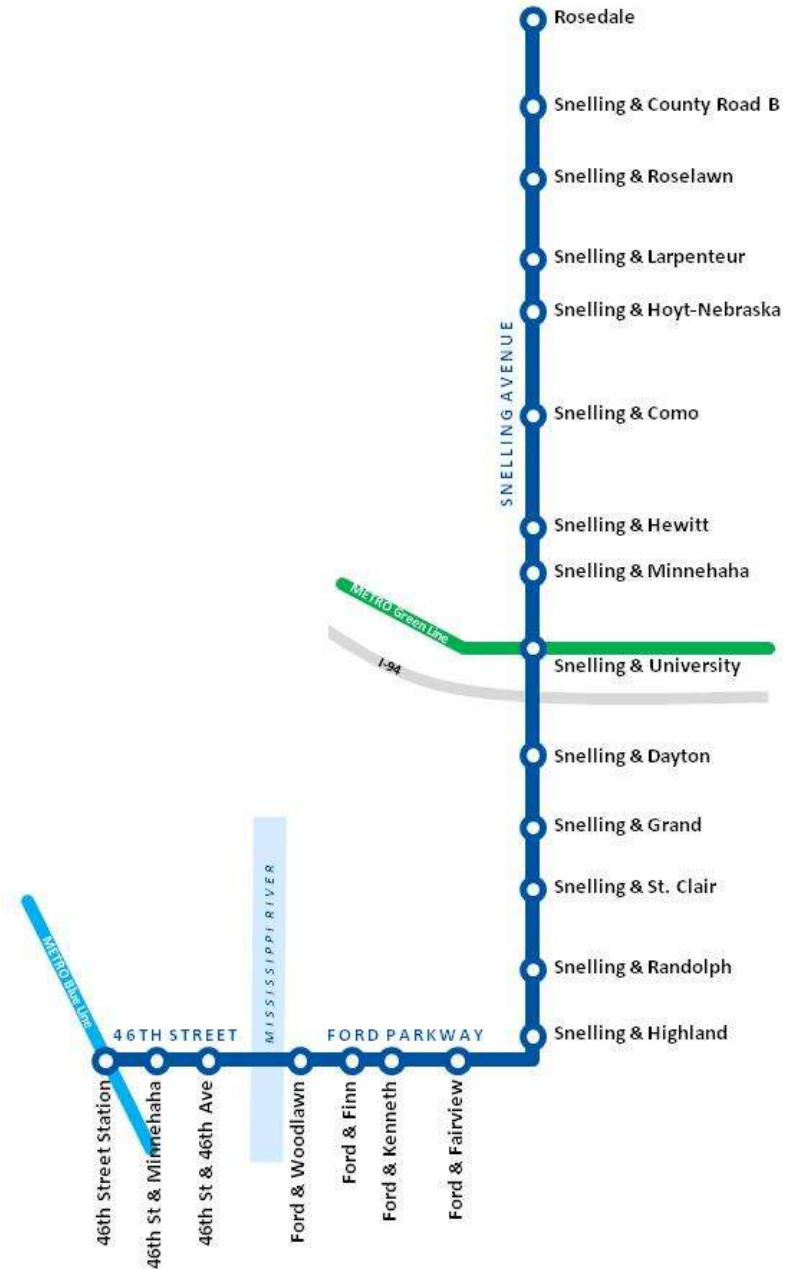 Rosedale
Snelling & County Road B
Snelling & Roselawn
Snelling & Larpenteur
Snelling & Hoyt-Nebraska
SNELLING AVENUE
Snelling & Como
Snelling & Hewitt
Snelling & Minnehaha
METRO Green Line
Snelling & University
I-94
Snelling & Dayton
Snelling & Grand
Snelling & St. Clair
Snelling & Randolph
Snelling & Highland
METRO Blue Line
46TH STREET
MISSISSIPPI RIVER
FORD PARKWAY
46th Street Station
46th St & Minnehaha
46th St & 46th Ave
Ford & Woodlawn
Ford & Finn
Ford & Kenneth
Ford & Fairview